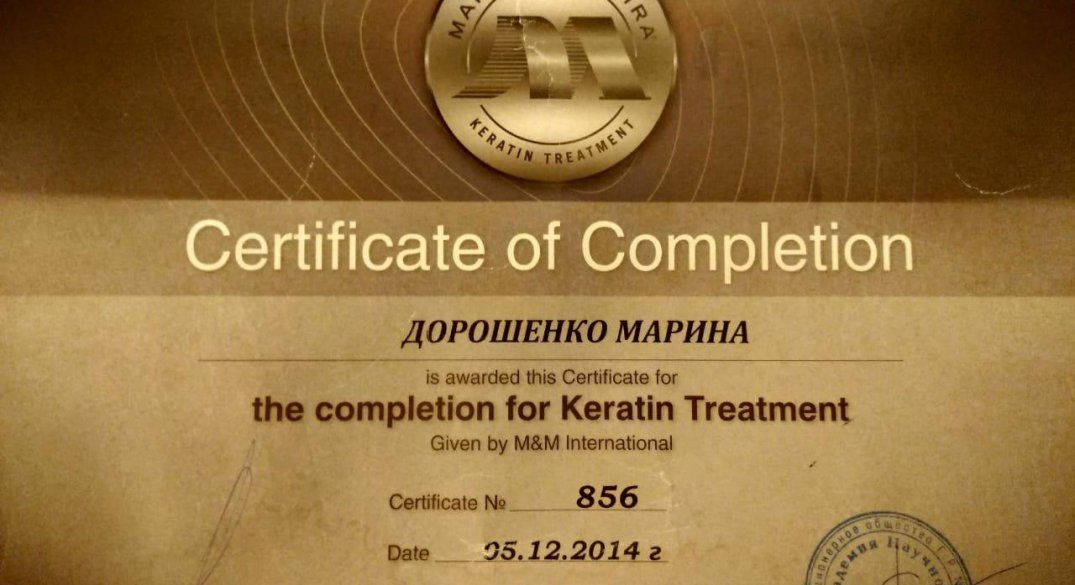 KERATIN TREATMENT
Certificate of Completion
ДОРОШЕНКО МАРИНА
is awarded this Certificate for
the completion for Keratin Treatment
Given by M&M International
Certificate № 856
Date 05.12.2014 г
общество